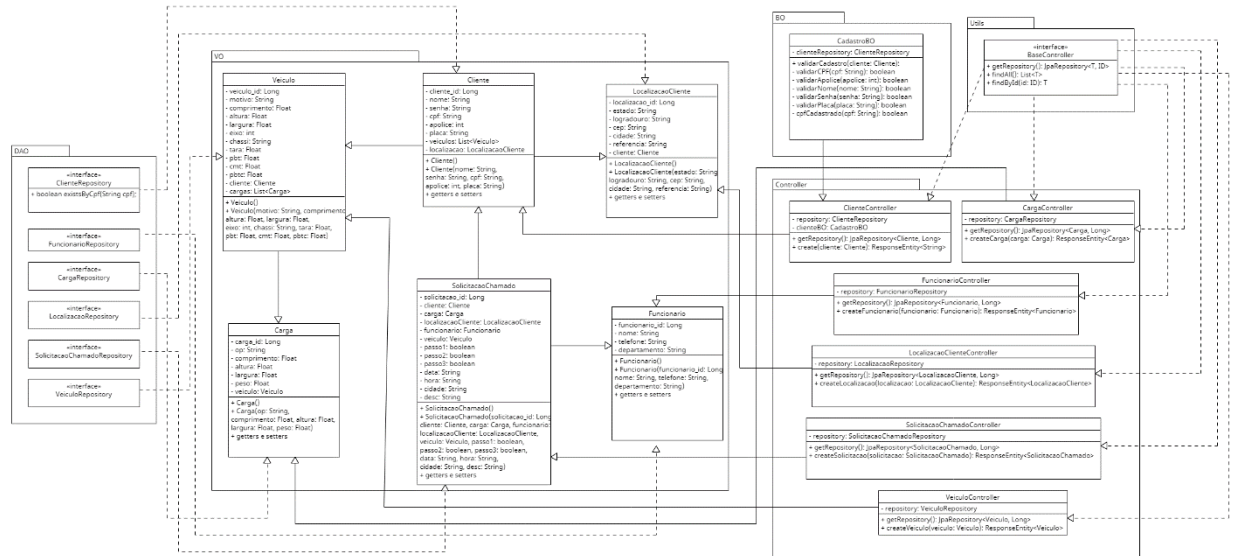 DAO
«interface»
ClienteRepository
+ boolean existsByCpf(String cpf);
«interface»
FuncionarioRepository
«interface»
CargaRepository
«interface»
LocalizacaoRepository
«interface»
SolicitacaoChamadoRepository
«interface»
VeiculoRepository
VO
Veiculo
- veiculo_id: Long
- motivo: String
- comprimento: Float
- altura: Float
- largura: Float
- eixo: int
- chassi: String
- tara: Float
- pbt: Float
- cmt: Float
- pbtc: Float
- cliente: Cliente
- cargas: List<Carga>
+ Veiculo()
+ Veiculo(motivo: String, comprimento
altura: Float, largura: Float,
eixo: int, chassi: String, tara: Float,
pbt: Float, cmt: Float, pbtc: Float)
Cliente
- cliente_id: Long
- nome: String
- senha: String
- cpf: String
- apolice: int
- placa: String
- veiculos: List<Veiculo>
- localizacao: LocalizacaoCliente
+ Cliente()
+ Cliente(nome: String,
senha: String, cpf: String,
apolice: int, placa: String)
+ getters e setters
LocalizacaoCliente
- localizacao_id: Long
- estado: String
- logradouro: String
- cep: String
- cidade: String
- referencia: String
- cliente: Cliente
+ LocalizacaoCliente()
+ LocalizacaoCliente(estado: String
logradouro: String, cep: String,
cidade: String, referencia: String)
+ getters e setters
Carga
- carga_id: Long
- op: String
- comprimento: Float
- altura: Float
- largura: Float
- peso: Float
- veiculo: Veiculo
+ Carga()
+ Carga(op: String,
comprimento: Float, altura: Float,
largura: Float, peso: Float)
+ getters e setters
SolicitacaoChamado
- solicitacao_id: Long
- cliente: Cliente
- carga: Carga
- localizacaoCliente: LocalizacaoCliente
- funcionario: Funcionario
- veiculo: Veiculo
- passo1: boolean
- passo2: boolean
- passo3: boolean
- data: String
- hora: String
- cidade: String
- desc: String
+ SolicitacaoChamado()
+ SolicitacaoChamado(solicitacao_id: Long
cliente: Cliente, carga: Carga, funcionario:
localizacaoCliente: LocalizacaoCliente,
veiculo: Veiculo, passo1: boolean,
passo2: boolean, passo3: boolean,
data: String, hora: String,
cidade: String, desc: String)
+ getters e setters
Funcionario
- funcionario_id: Long
- nome: String
- telefone: String
- departamento: String
+ Funcionario()
+ Funcionario(funcionario_id: Long
nome: String, telefone: String,
departamento: String)
+ getters e setters
BO
CadastroBO
- clienteRepository: ClienteRepository
+ validarCadastro(cliente: Cliente):
- validarCPF(cpf: String): boolean
- validarApolice(apolice: int): boolean
- validarNome(nome: String): boolean
- validarSenha(senha: String): boolean
- validarPlaca(placa: String): boolean
- cpfCadastrado(cpf: String): boolean
Utils
«interface»
BaseController
+ getRepository(): JpaRepository<T, ID>
+ findAll(): List<T>
+ findById(id: ID): T
Controller
ClienteController
- repository: ClienteRepository
- clienteBO: CadastroBO
+ getRepository(): JpaRepository<Cliente, Long>
+ create(cliente: Cliente): ResponseEntity<String>
CargaController
- repository: CargaRepository
+ getRepository(): JpaRepository<Carga, Long>
+ createCarga(carga: Carga): ResponseEntity<Carga>
FuncionarioController
- repository: FuncionarioRepository
+ getRepository(): JpaRepository<Funcionario, Long>
+ createFuncionario(funcionario: Funcionario): ResponseEntity<Funcionario>
LocalizacaoClienteController
- repository: LocalizacaoRepository
+ getRepository(): JpaRepository<LocalizacaoCliente, Long>
+ createLocalizacao(localizacao: LocalizacaoCliente): ResponseEntity<LocalizacaoCliente>
SolicitacaoChamadoController
- repository: SolicitacaoChamadoRepository
+ getRepository(): JpaRepository<SolicitacaoChamado, Long>
+ createSolicitacao(solicitacao: SolicitacaoChamado): ResponseEntity<SolicitacaoChamado>
VeiculoController
- repository: VeiculoRepository
+ getRepository(): JpaRepository<Veiculo, Long>
+ createVeiculo(veiculo: Veiculo): ResponseEntity<Veiculo>